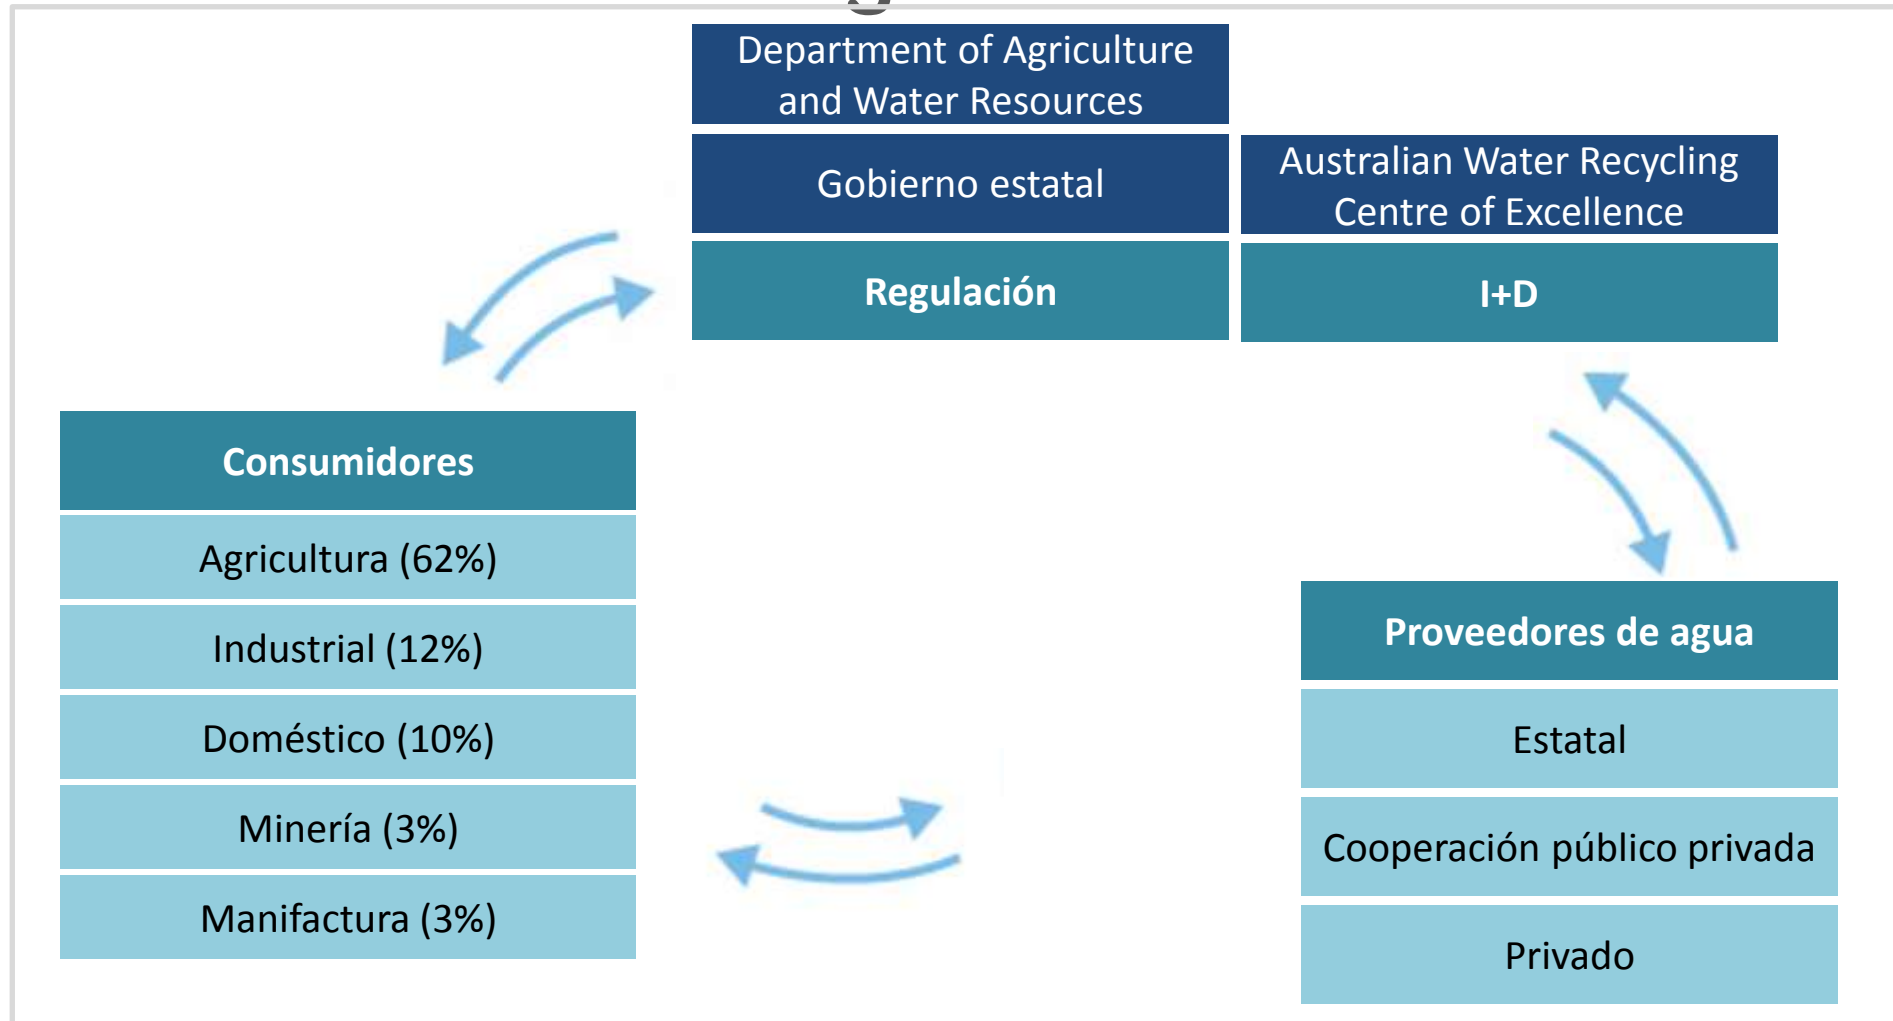 Department of Agriculture
and Water Resources
Gobierno estatal
Regulación
Australian Water Recycling
Centre of Excellence
I+D
Consumidores
Agricultura (62%)
Industrial (12%)
Doméstico (10%)
Minería (3%)
Manifactura (3%)
Proveedores de agua
Estatal
Cooperación público privada
Privado